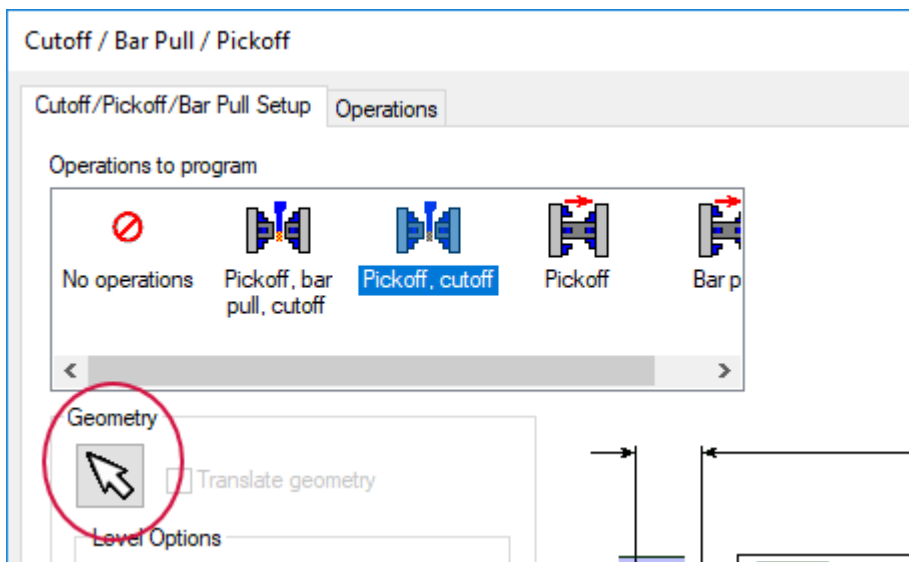 Cutoff / Bar Pull / Pickoff
Cutoff/Pickoff/Bar Pull Setup
Operations
Operations to program
No operations
Pickoff, bar
pull, cutoff
Pickoff, cutoff
Pickoff
Bar p
Geometry
Translate geometry
Level Options